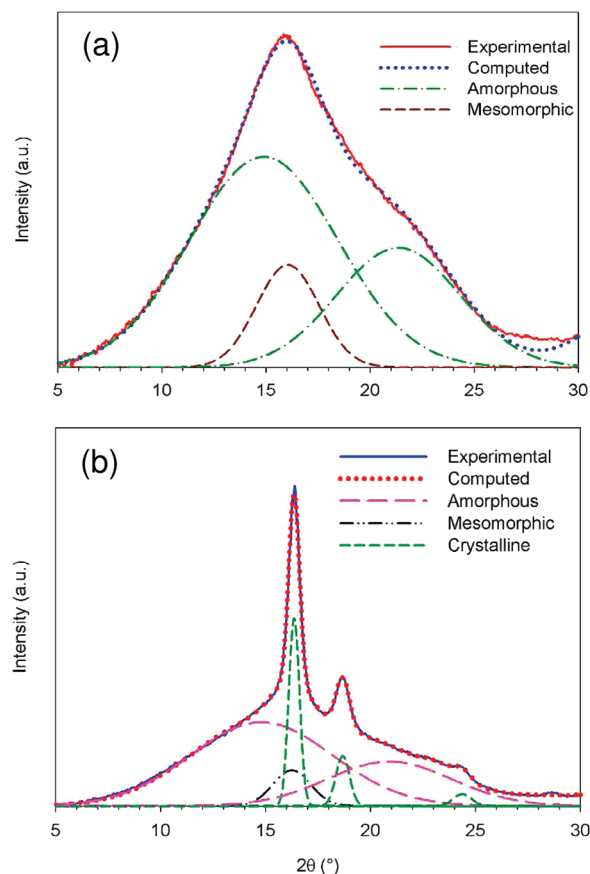 (a)
Experimental
Computed
Amorphous
Mesomorphic
Intensity (a.u.)
5 10 15 20 25 30
(b)
Experimental
Computed
Amorphous
Mesomorphic
Crystalline
Intensity (a.u.)
5 10 15 20 25 30
2θ (°)